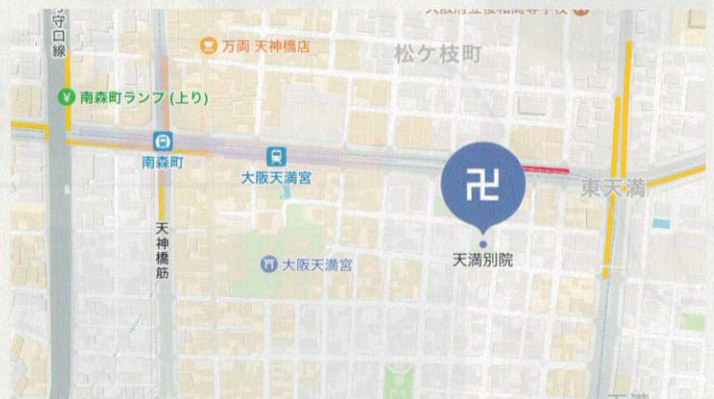 守口線
万両 天神橋店
松ケ枝町
南森町ランプ (上り)
南森町
大阪天満宮
東天満
天神橋筋
大阪天満宮
天満別院